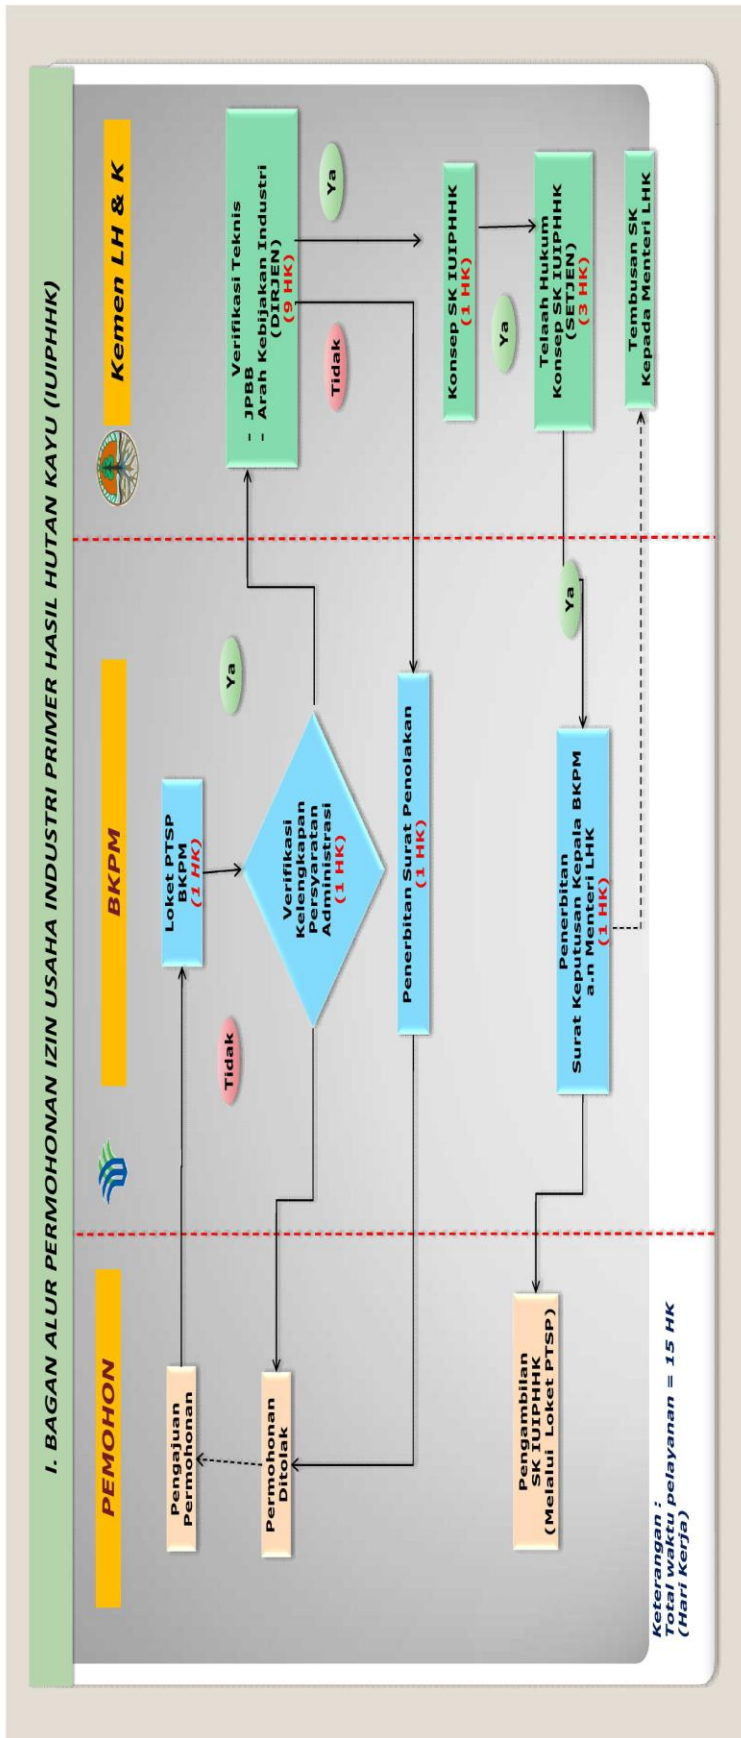 I. BAGAN ALUR PERMOHONAN IZIN USAHA INDUSTRI PRIMER HASIL HUTAN KAYU (IUIPHHK)
PEMOHON
BKPM
Kemen LH & K
Pengajuan
Permohonan
Loket PTSP
BKPM
(1 HK)
Verifikasi
Kelengkapan
Persyaratan
Administrasi
(1 HK)
Tidak
Ya
Permohonan
Ditolak
Verifikasi Teknis
- JPBB
- Arah Kebijakan Industri
(DIRJEN)
(9 HK)
Tidak
Ya
Penerbitan Surat Penolakan
(1 HK)
Konsep SK IUIPHHK
(1 HK)
Ya
Telaah Hukum
Konsep SK IUIPHHK
(SETJEN)
(3 HK)
Ya
Penerbitan
Surat Keputusan Kepala BKPM
a.n Menteri LHK
(1 HK)
Tembusan SK
Kepada Menteri LHK
Pengambilan
SK IUIPHHK
(Melalui Loket PTSP)
Keterangan :
Total waktu pelayanan = 15 HK
(Hari Kerja)